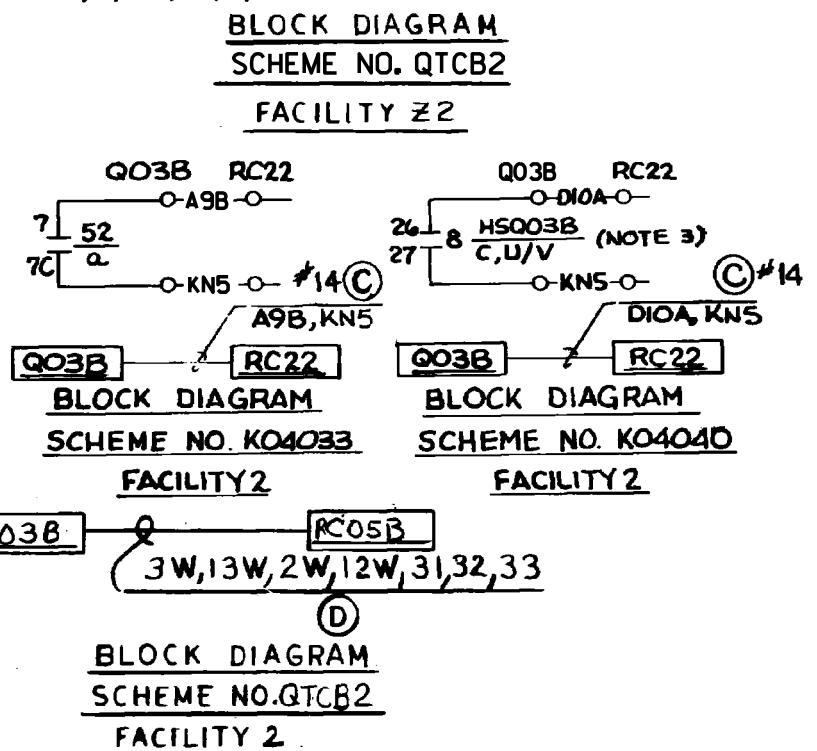 BLOCK DIAGRAM
SCHEME NO. QTCB2
FACILITY Z2
Q03B RC22
A9B
7
7C
52
a
KN5 #14 C
A9B, KN5
Q03B RC22
BLOCK DIAGRAM
SCHEME NO. K04033
FACILITY 2
Q03B RC22
D10A
26
27
8 HSQ03B (NOTE 3)
C, U/V
KN5 C #14
D10A, KN5
Q03B RC22
BLOCK DIAGRAM
SCHEME NO. K04040
FACILITY 2
03B RC05B
3W,13W,2W,12W,31,32,33
D
BLOCK DIAGRAM
SCHEME NO.QTCB2
FACILITY 2